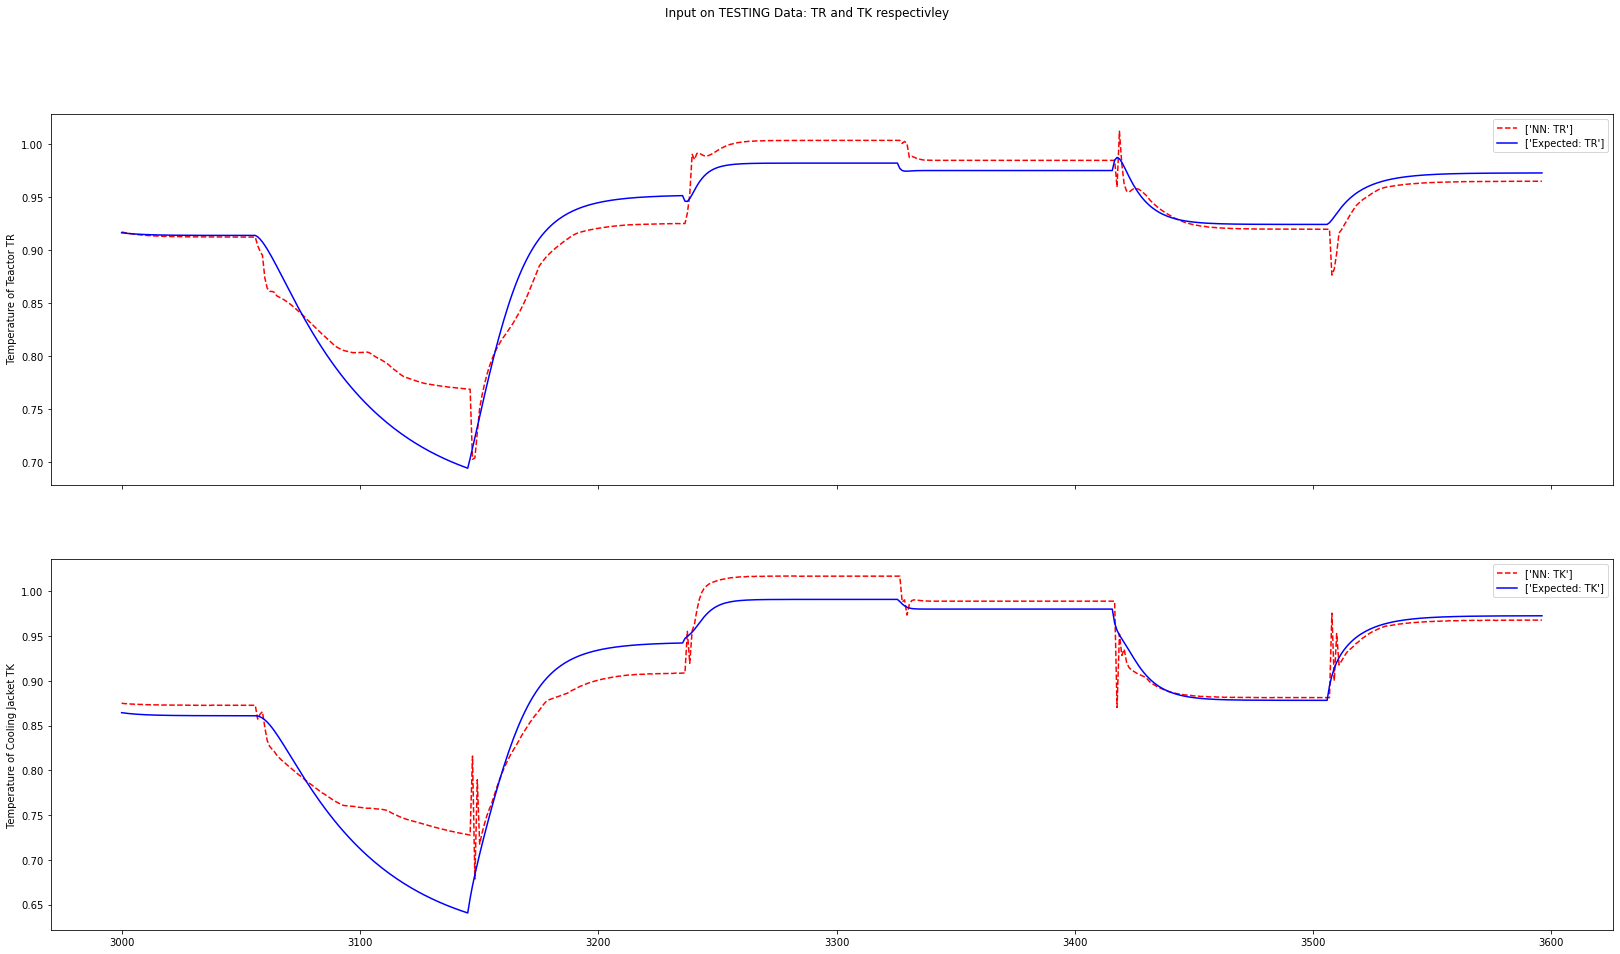 Input on TESTING Data: TR and TK respectivley
Temperature of Teactor TR
1.00
0.95
0.90
0.85
0.80
0.75
0.70
['NN: TR']
['Expected: TR']
Temperature of Cooling Jacket TK
1.00
0.95
0.90
0.85
0.80
0.75
0.70
0.65
['NN: TK']
['Expected: TK']
3000 3100 3200 3300 3400 3500 3600